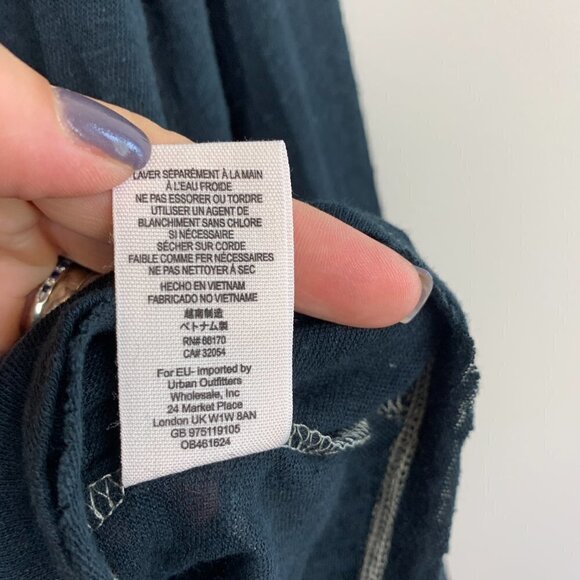 LAVER SÉPARÉMENT À LA MAIN
À L'EAU FROIDE
NE PAS ESSORER OU TORDRE
UTILISER UN AGENT DE
BLANCHIMENT SANS CHLORE
SI NÉCESSAIRE
SÉCHER SUR CORDE
FAIBLE COMME FER NÉCESSAIRES
NE PAS NETTOYER À SEC
HECHO EN VIETNAM
FABRICADO NO VIETNAME
越南制造
ベトナム製
RN# 66170
CA# 32054
For EU- imported by
Urban Outfitters
Wholesale, Inc
24 Market Place
London UK W1W 8AN
GB 975119105
OB461624